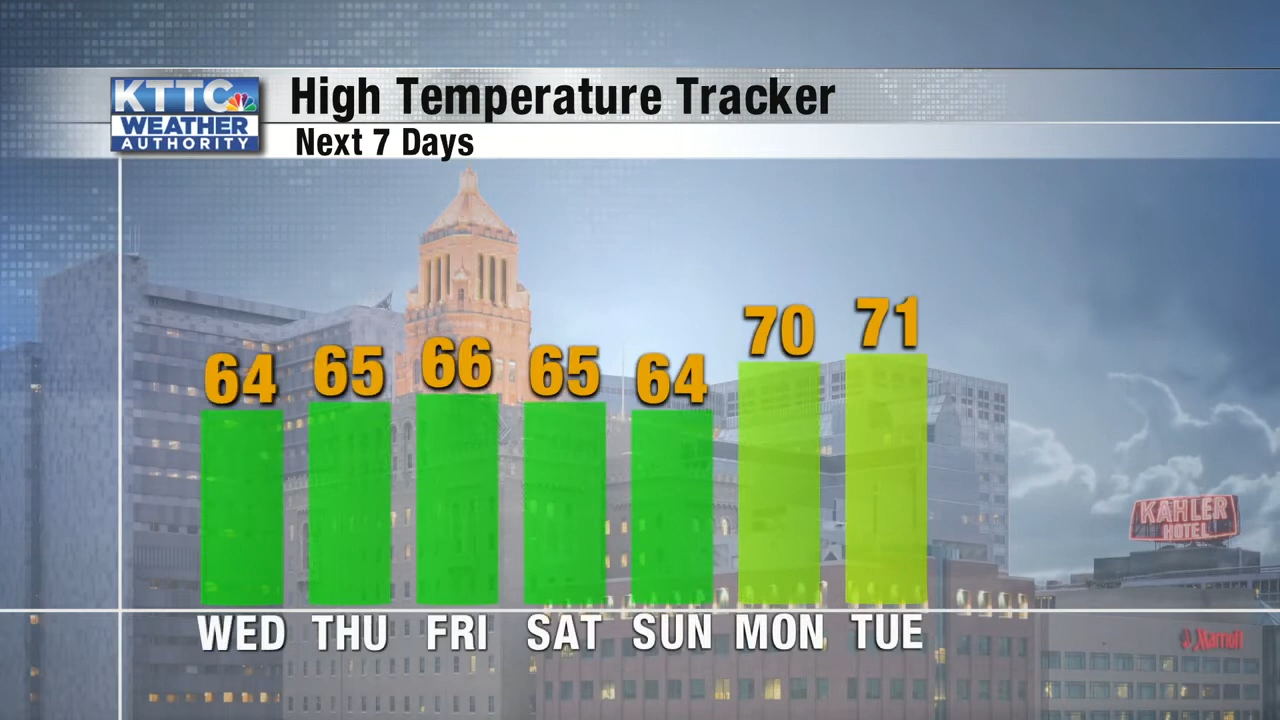 KTTC
WEATHER
AUTHORITY
High Temperature Tracker
Next 7 Days
64 65 66 65 64 70 71
WED THU FRI SAT SUN MON TUE
KAHLER
HOTEL
Marriott